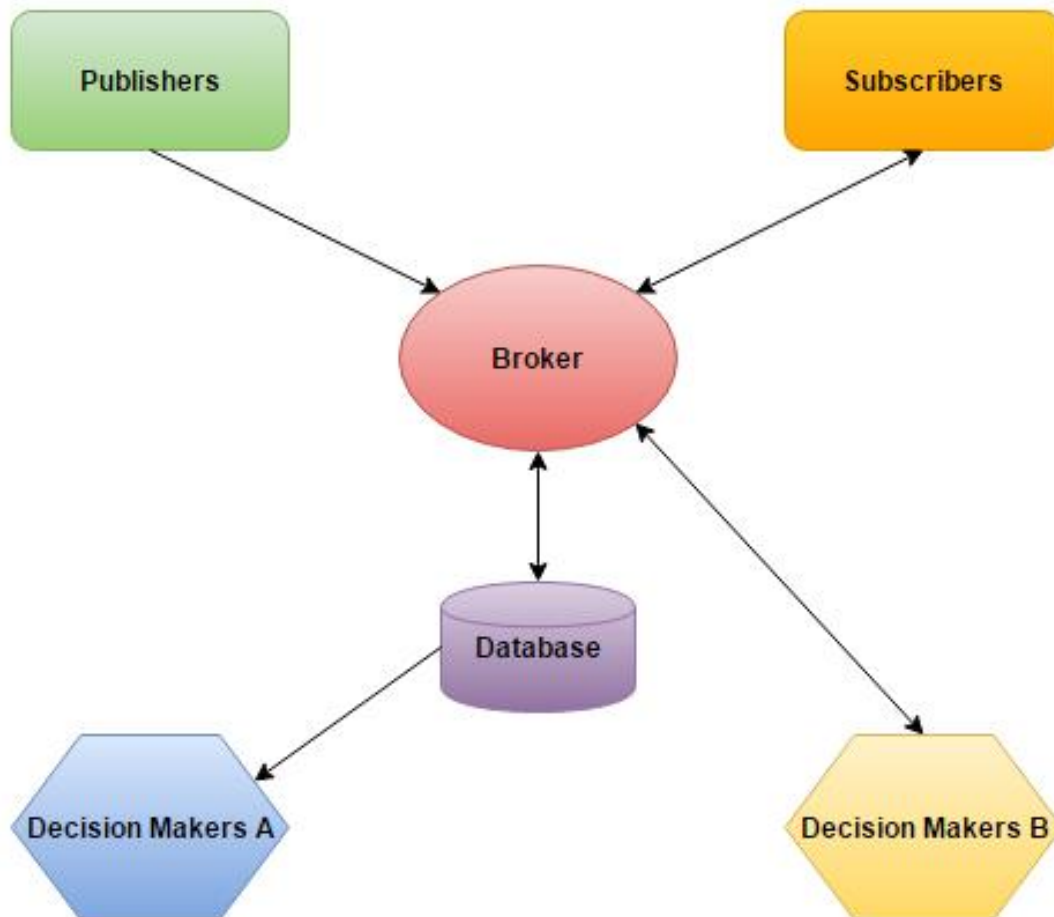 Publishers
Subscribers
Broker
Database
Decision Makers A
Decision Makers B